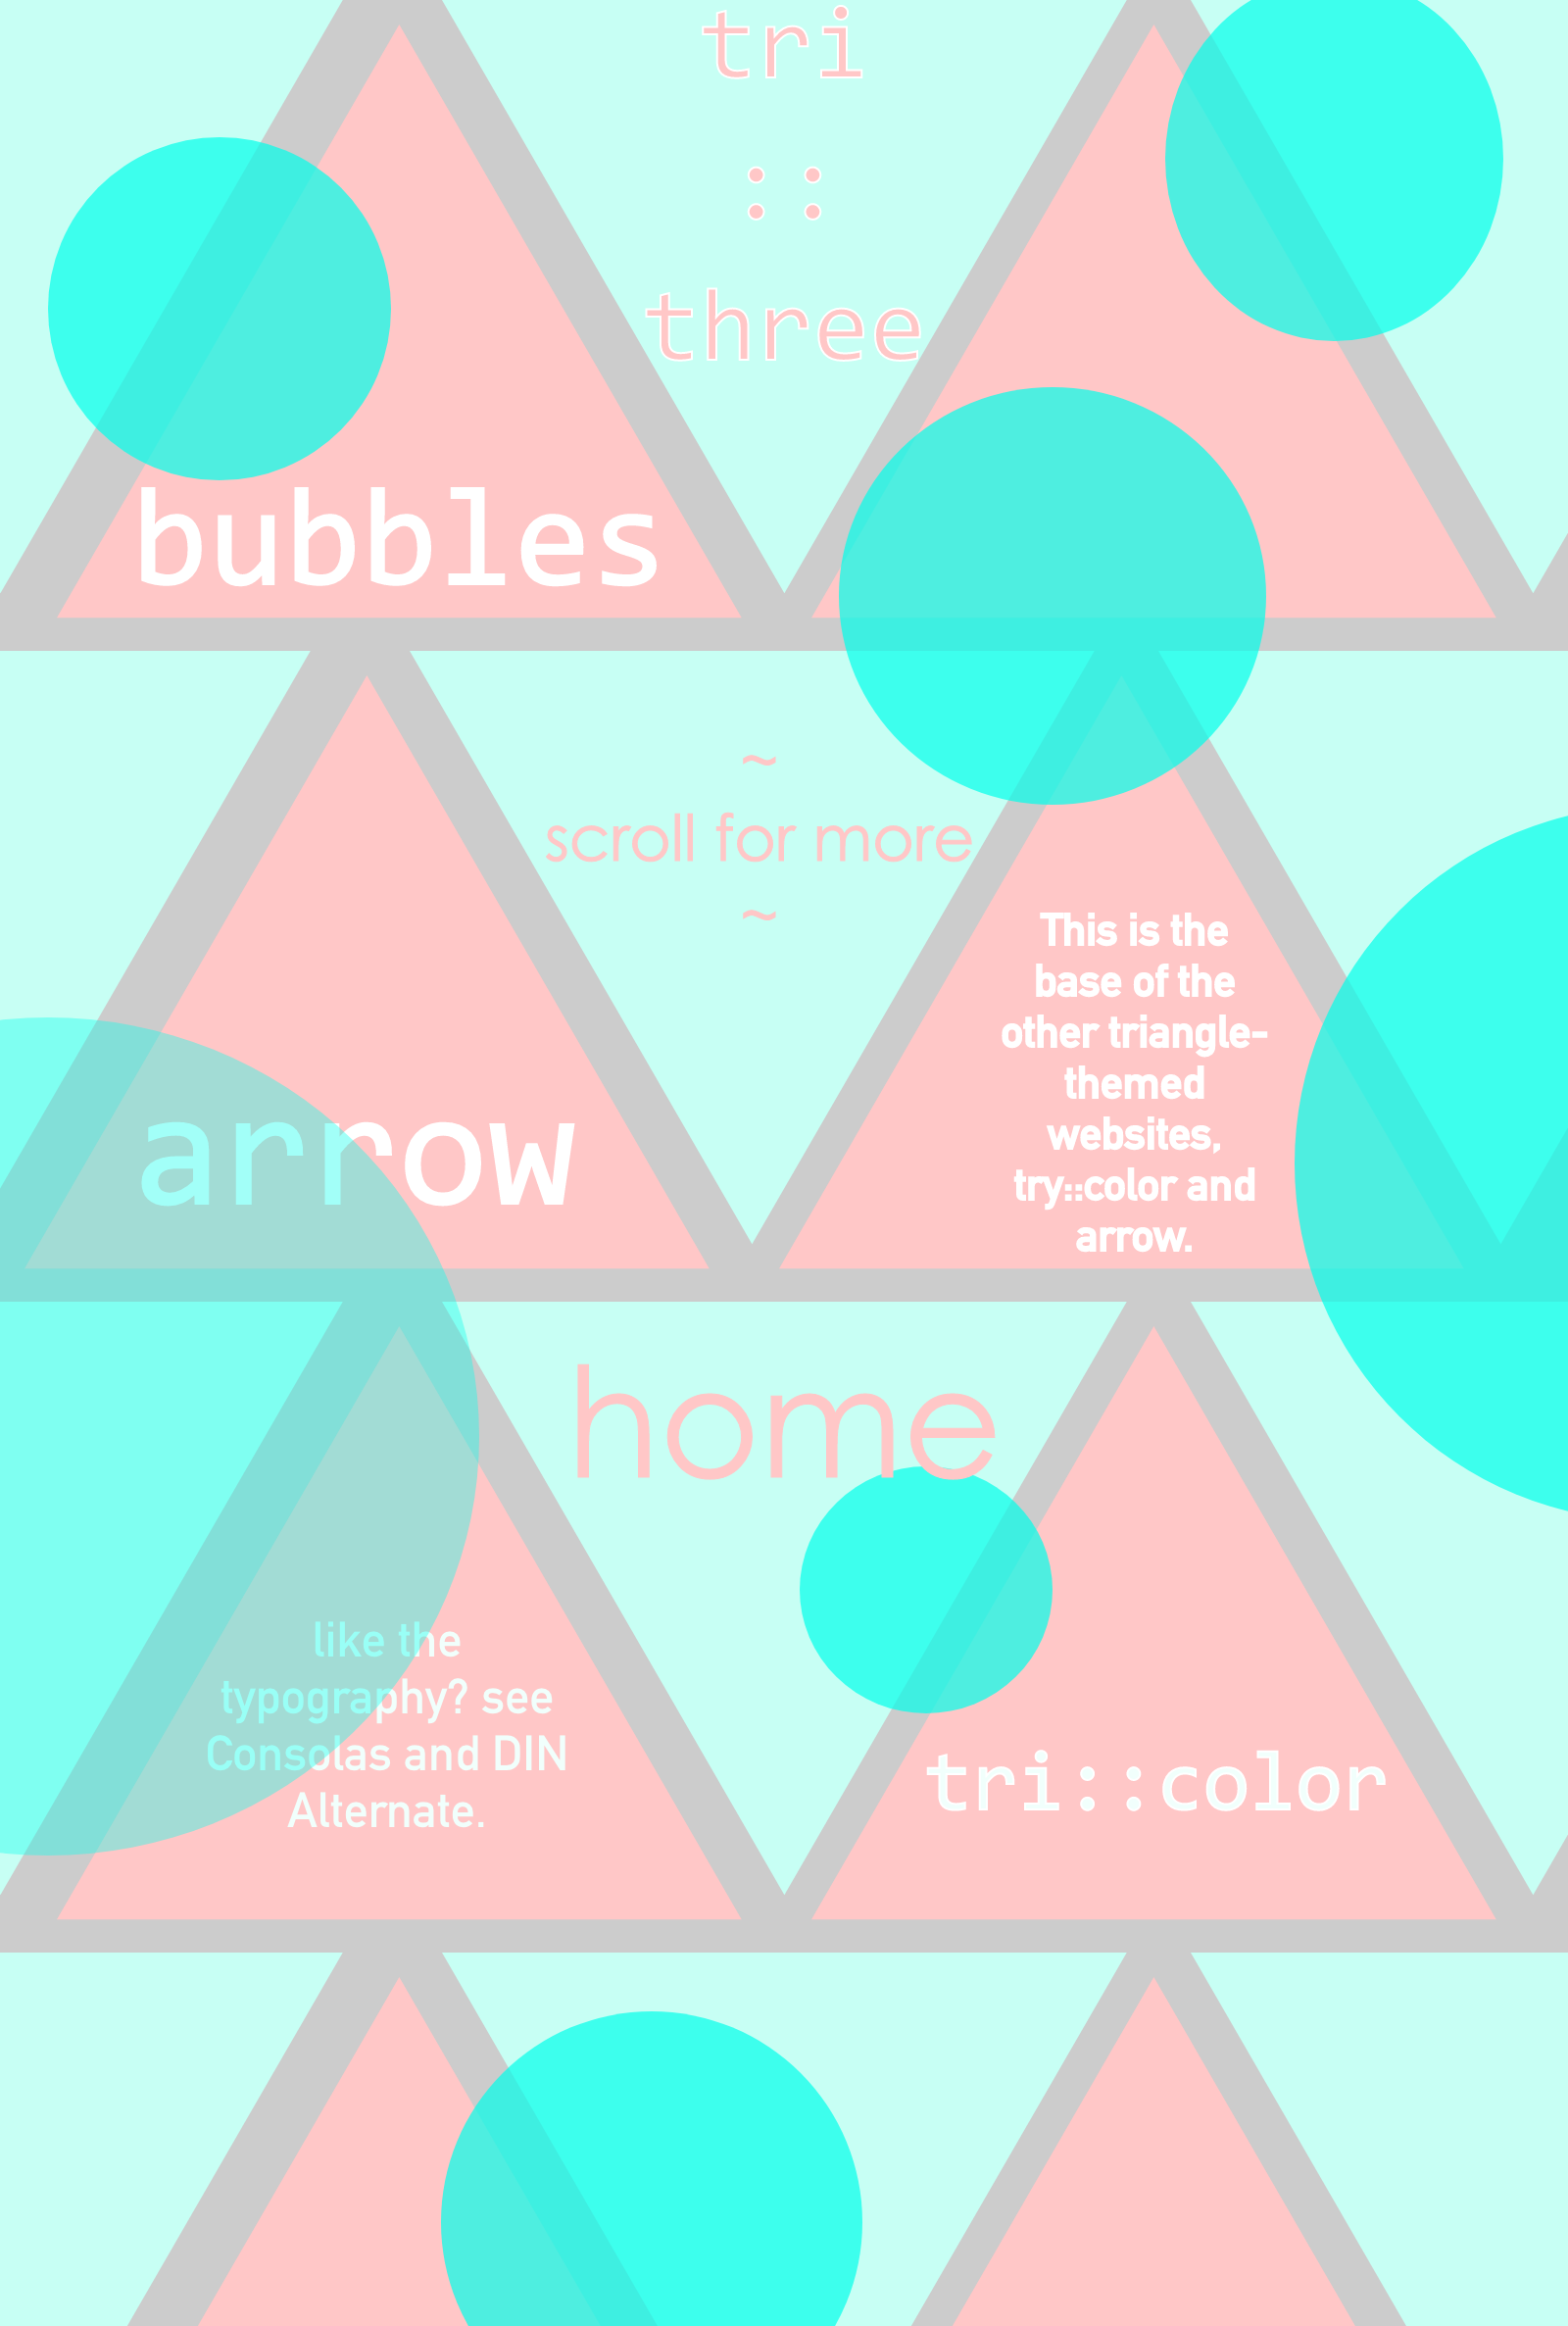 tri
::
three
bubbles
~
scroll for more
~
This is the
base of the
other triangle-
themed
websites,
try::color and
arrow.
arrow
home
like the
typography? see
Consolas and DIN
Alternate.
tri::color